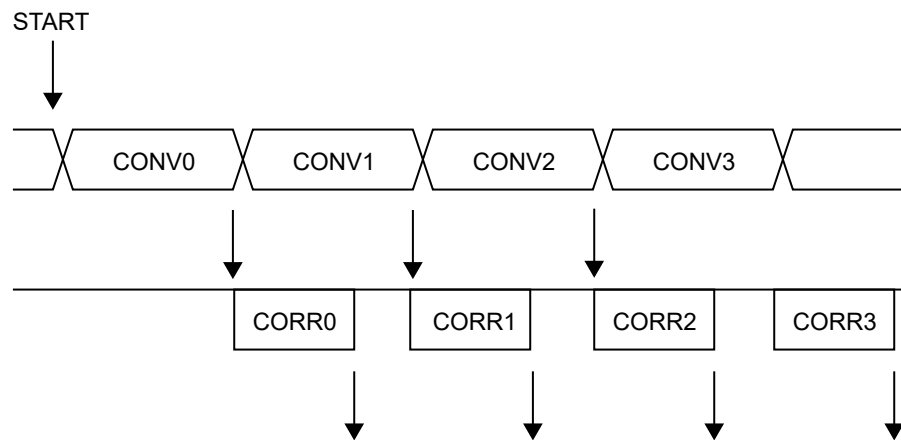 START
CONV0 CONV1 CONV2 CONV3
CORR0 CORR1 CORR2 CORR3